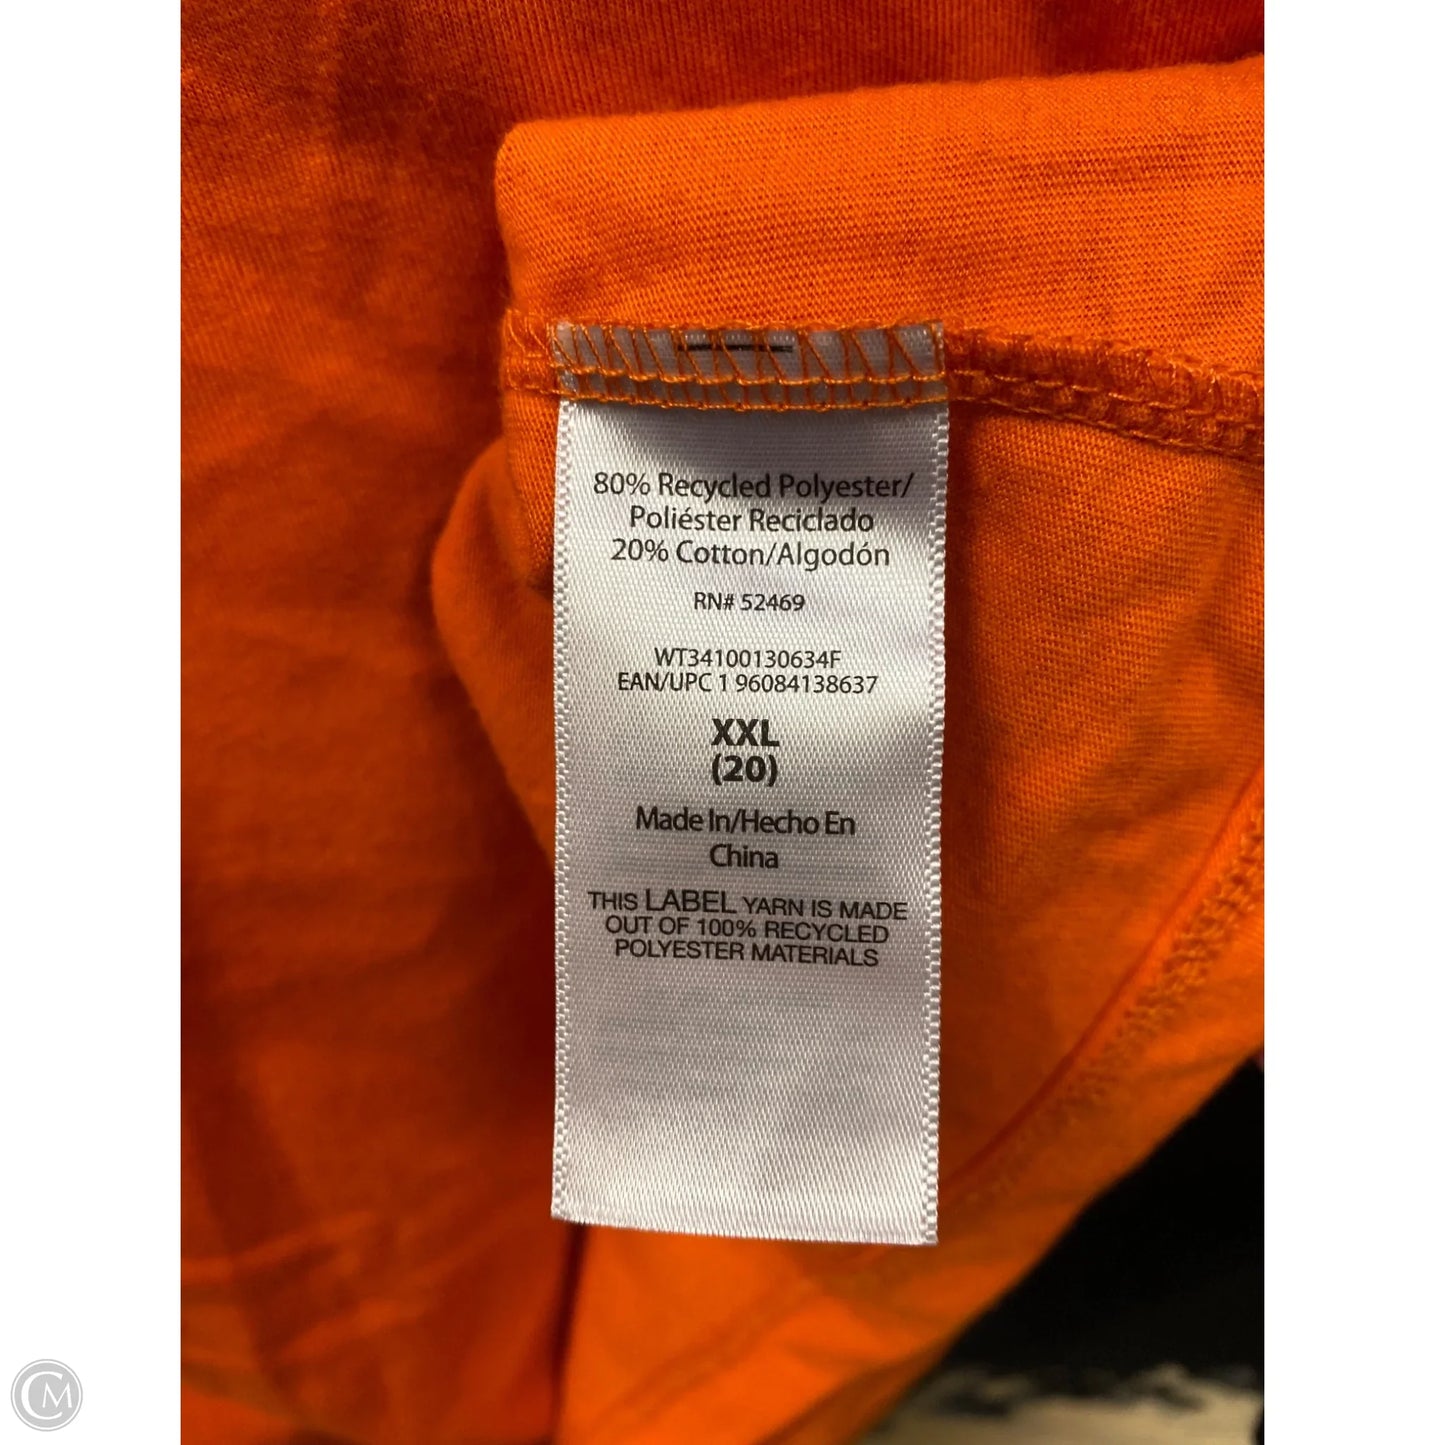 80% Recycled Polyester/
Poliéster Reciclado
20% Cotton/Algodón
RN# 52469
WT34100130634F
EAN/UPC 1 96084138637
XXL
(20)
Made In/Hecho En
China
THIS LABEL YARN IS MADE
OUT OF 100% RECYCLED
POLYESTER MATERIALS
CM